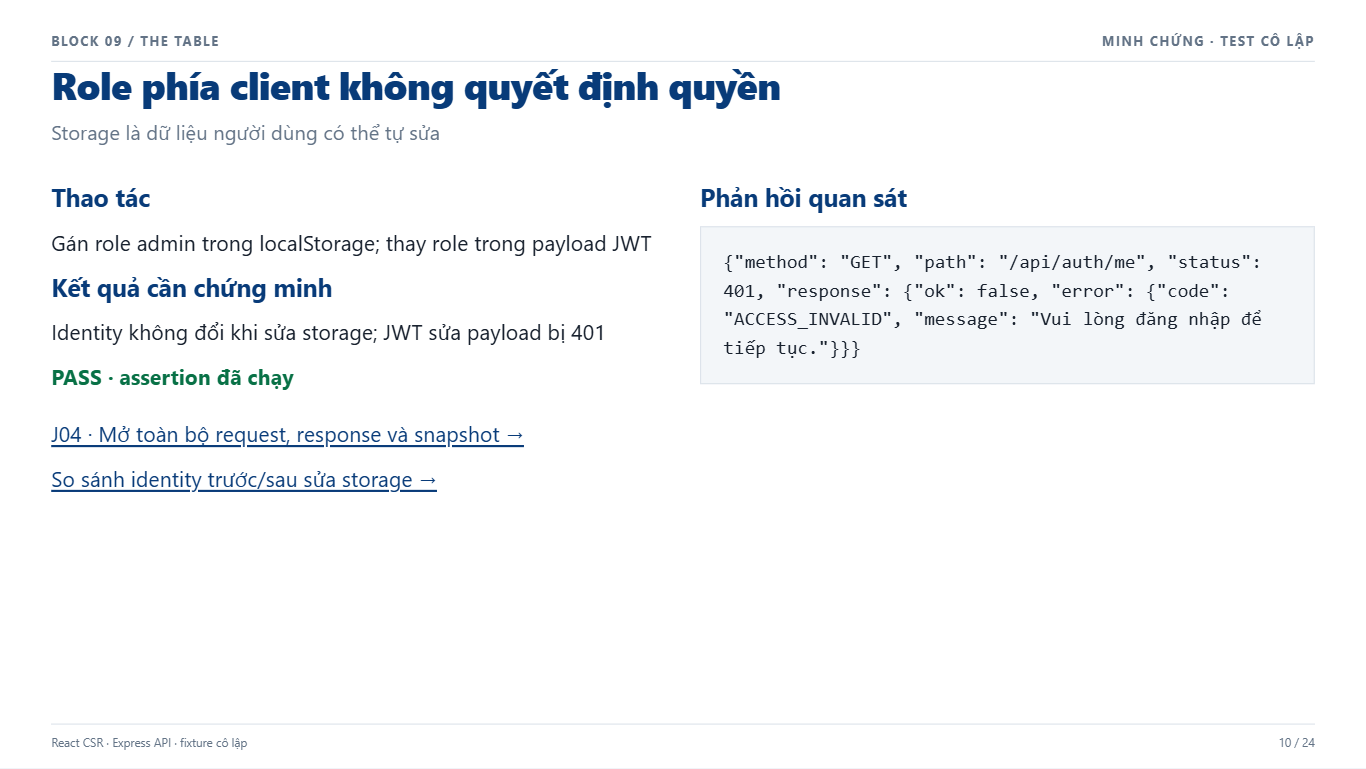 BLOCK 09 / THE TABLE
MINH CHỨNG · TEST CÔ LẬP
Role phía client không quyết định quyền
Storage là dữ liệu người dùng có thể tự sửa
Thao tác
Gán role admin trong localStorage; thay role trong payload JWT
Kết quả cần chứng minh
Identity không đổi khi sửa storage; JWT sửa payload bị 401
PASS · assertion đã chạy
J04 · Mở toàn bộ request, response và snapshot →
So sánh identity trước/sau sửa storage →
Phản hồi quan sát
{"method": "GET", "path": "/api/auth/me", "status":
401, "response": {"ok": false, "error": {"code":
"ACCESS_INVALID", "message": "Vui lòng đăng nhập để
tiếp tục."}}}
React CSR · Express API · fixture cô lập
10 / 24